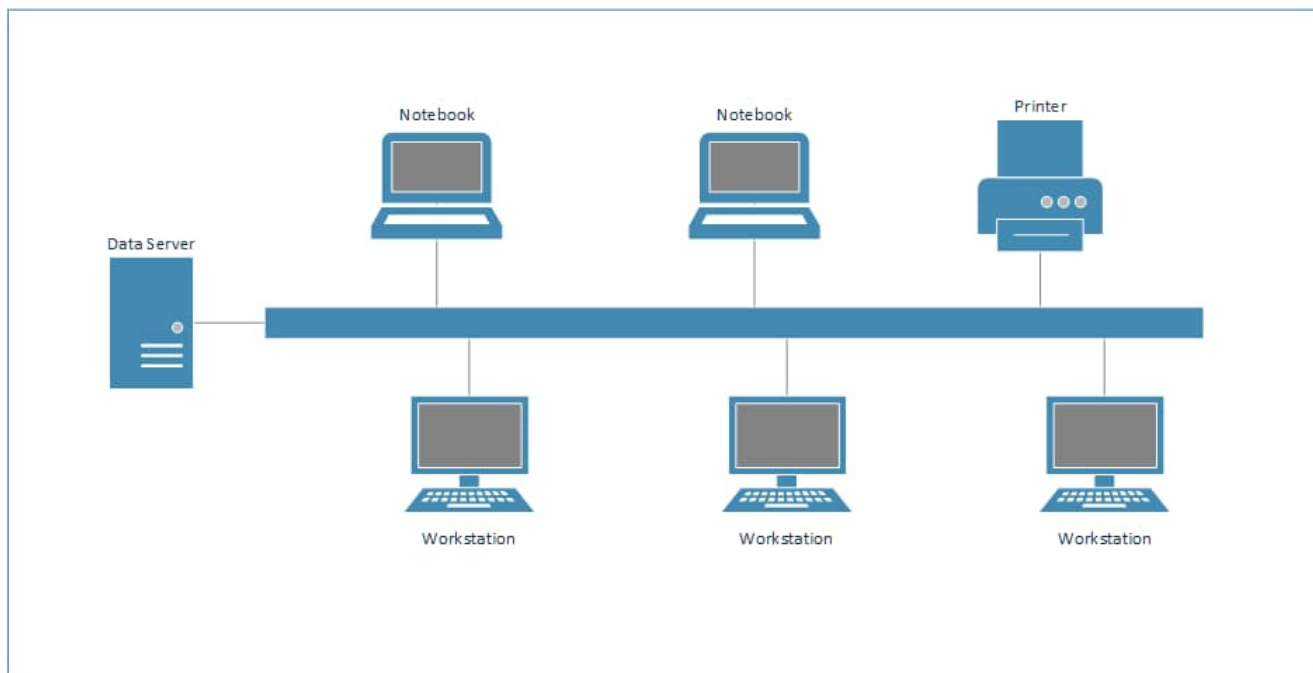 Notebook
Notebook
Printer
Data Server
Workstation
Workstation
Workstation